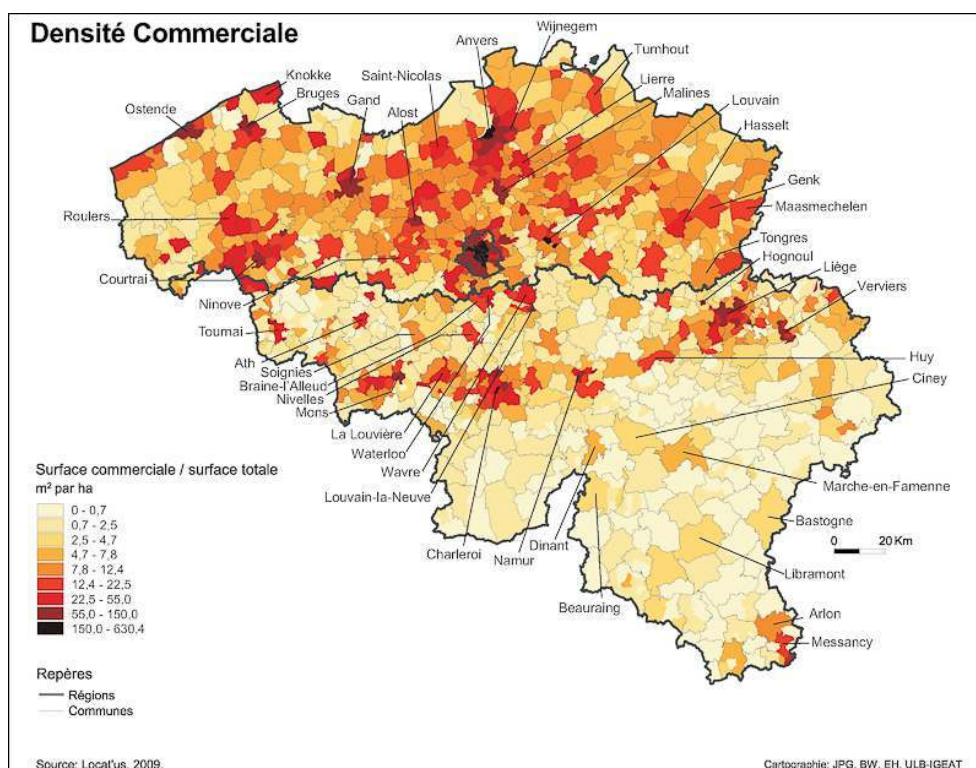 Densité Commerciale
Wijnegem
Anvers
Turnhout
Knokke
Saint-Nicolas
Lierre
Bruges
Malines
Gand
Ostende
Alost
Louvain
Hasselt
Genk
Roulers
Maasmechelen
Tongres
Hognoul
Courtrai
Liège
Ninove
Verviers
Tournai
Ath
Soignies
Huy
Braine-l'Alleud
Ciney
Nivelles
Mons
La Louvière
Waterloo
Surface commerciale / surface totale
Wavre
m² par ha
Marche-en-Famenne
Louvain-la-Neuve
0 - 0,7
0,7 - 2,5
Bastogne
2,5 - 4,7
Dinant
0 20 Km
4,7 - 7,8
Charleroi
Namur
7,8 - 12,4
Libramont
12,4 - 22,5
22,5 - 55,0
Beauraing
55,0 - 150,0
Arlon
150,0 - 630,4
Messancy
Repères
Régions
Communes
Source: Locat'us, 2009.
Cartographie: JPG, BW, EH, ULB-IGEAT